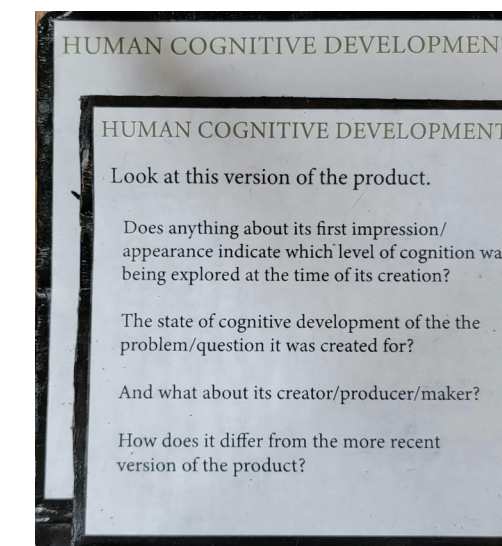 HUMAN COGNITIVE DEVELOPMEN
HUMAN COGNITIVE DEVELOPMENT
Look at this version of the product.
Does anything about its first impression/
appearance indicate which level of cognition wa
being explored at the time of its creation?
The state of cognitive development of the the
problem/question it was created for?
And what about its creator/producer/maker?
How does it differ from the more recent
version of the product?